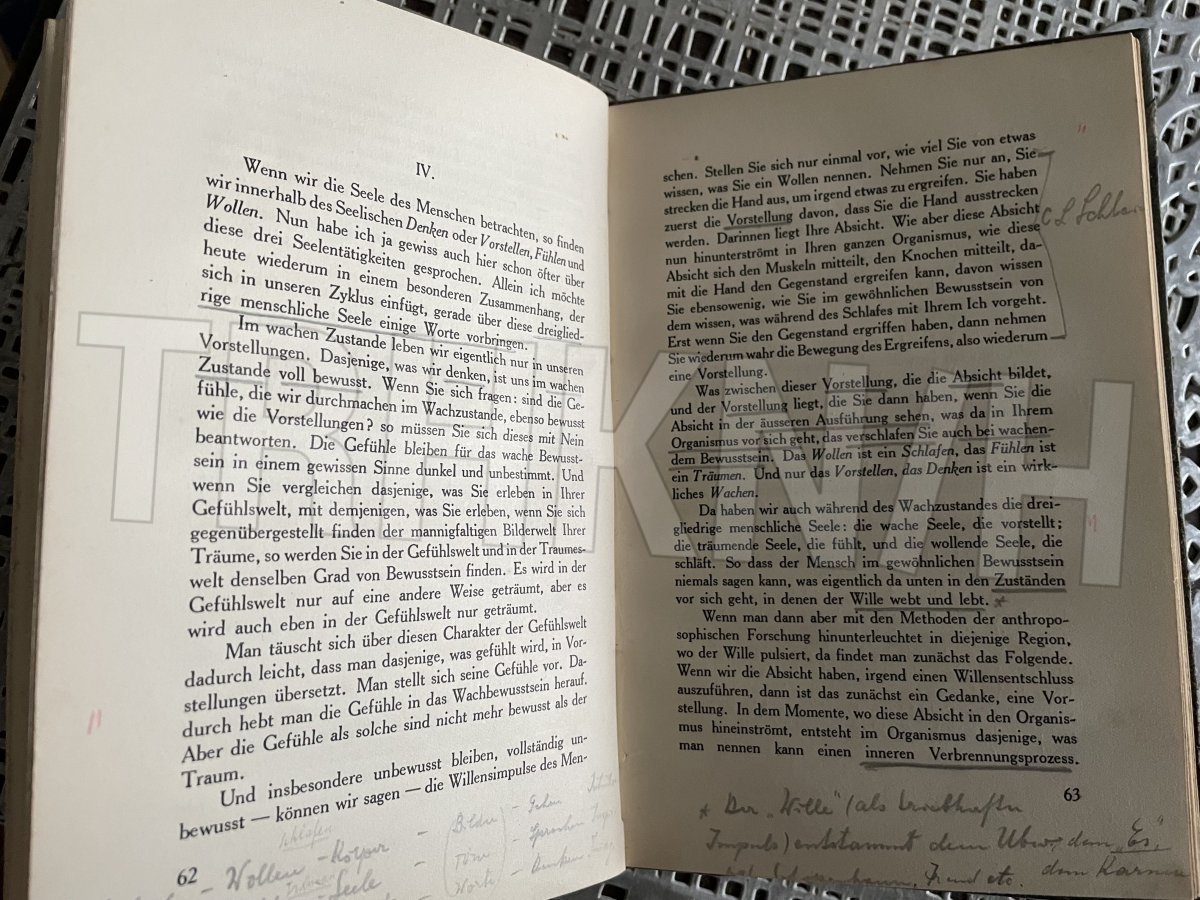 IV.
Wenn wir die Seele des Menschen betrachten, so finden
wir innerhalb des Seelischen Denken oder Vorstellen, Fühlen und
Wollen. Nun habe ich ja gewiss auch hier schon öfter über
diese drei Seelentätigkeiten gesprochen. Allein ich möchte
heute wiederum in einem besonderen Zusammenhang, der
sich in unseren Zyklus einfügt, gerade über diese dreiglied-
rige menschliche Seele einige Worte vorbringen.
Im wachen Zustande leben wir eigentlich nur in unseren
Vorstellungen. Dasjenige, was wir denken, ist uns im wachen
Zustande voll bewusst. Wenn Sie sich fragen: sind die Ge-
fühle, die wir durchmachen im Wachzustande, ebenso bewusst
wie die Vorstellungen? so müssen Sie sich dieses mit Nein
beantworten. Die Gefühle bleiben für das wache Bewusst-
sein in einem gewissen Sinne dunkel und unbestimmt. Und
wenn Sie vergleichen dasjenige, was Sie erleben in Ihrer
Gefühlswelt, mit demjenigen, was Sie erleben, wenn Sie sich
gegenübergestellt finden der mannigfaltigen Bilderwelt Ihrer
Träume, so werden Sie in der Gefühlswelt und in der Traumes-
welt denselben Grad von Bewusstsein finden. Es wird in der
Gefühlswelt nur auf eine andere Weise geträumt, aber es
wird auch eben in der Gefühlswelt nur geträumt.
Man täuscht sich über diesen Charakter der Gefühlswelt
dadurch leicht, dass man dasjenige, was gefühlt wird, in Vor-
stellungen übersetzt. Man stellt sich seine Gefühle vor. Da-
durch hebt man die Gefühle in das Wachbewusstsein herauf.
Aber die Gefühle als solche sind nicht mehr bewusst als der
Traum.
Und insbesondere unbewusst bleiben, vollständig un-
bewusst — können wir sagen — die Willensimpulse des Men-
62
schlafen
- Wollen - Körper
Seele
Bilder - Gehen
Töne - Sprechen
Worte - Denken
schen. Stellen Sie sich nur einmal vor, wie viel Sie von etwas
wissen, was Sie ein Wollen nennen. Nehmen Sie nur an, Sie
strecken die Hand aus, um irgend etwas zu ergreifen. Sie haben
zuerst die Vorstellung davon, dass Sie die Hand ausstrecken
werden. Darinnen liegt Ihre Absicht. Wie aber diese Absicht
nun hinunterströmt in Ihren ganzen Organismus, wie diese
Absicht sich den Muskeln mitteilt, den Knochen mitteilt, da-
mit die Hand den Gegenstand ergreifen kann, davon wissen
Sie ebensowenig, wie Sie im gewöhnlichen Bewusstsein von
dem wissen, was während des Schlafes mit Ihrem Ich vorgeht.
Erst wenn Sie den Gegenstand ergriffen haben, dann nehmen
Sie wiederum wahr die Bewegung des Ergreifens, also wiederum
eine Vorstellung.
Was zwischen dieser Vorstellung, die die Absicht bildet,
und der Vorstellung liegt, die Sie dann haben, wenn Sie die
Absicht in der äusseren Ausführung sehen, was da in Ihrem
Organismus vor sich geht, das verschlafen Sie auch bei wachen-
dem Bewusstsein. Das Wollen ist ein Schlafen, das Fühlen ist
ein Träumen. Und nur das Vorstellen, das Denken ist ein wirk-
liches Wachen.
Da haben wir auch während des Wachzustandes die drei-
gliedrige menschliche Seele: die wache Seele, die vorstellt;
die träumende Seele, die fühlt, und die wollende Seele, die
schläft. So dass der Mensch im gewöhnlichen Bewusstsein
niemals sagen kann, was eigentlich da unten in den Zuständen
vor sich geht, in denen der Wille webt und lebt. *
Wenn man dann aber mit den Methoden der anthropo-
sophischen Forschung hinunterleuchtet in diejenige Region,
wo der Wille pulsiert, da findet man zunächst das Folgende.
Wenn wir die Absicht haben, irgend einen Willensentschluss
auszuführen, dann ist das zunächst ein Gedanke, eine Vor-
stellung. In dem Momente, wo diese Absicht in den Organis-
mus hineinströmt, entsteht im Organismus dasjenige, was
man nennen kann einen inneren Verbrennungsprozess.
63
* Der "Wille" (als triebhafter
Impuls) entstammt dem Ubw, dem "Es,"
Schopenhauer, Freud etc. dem Karma